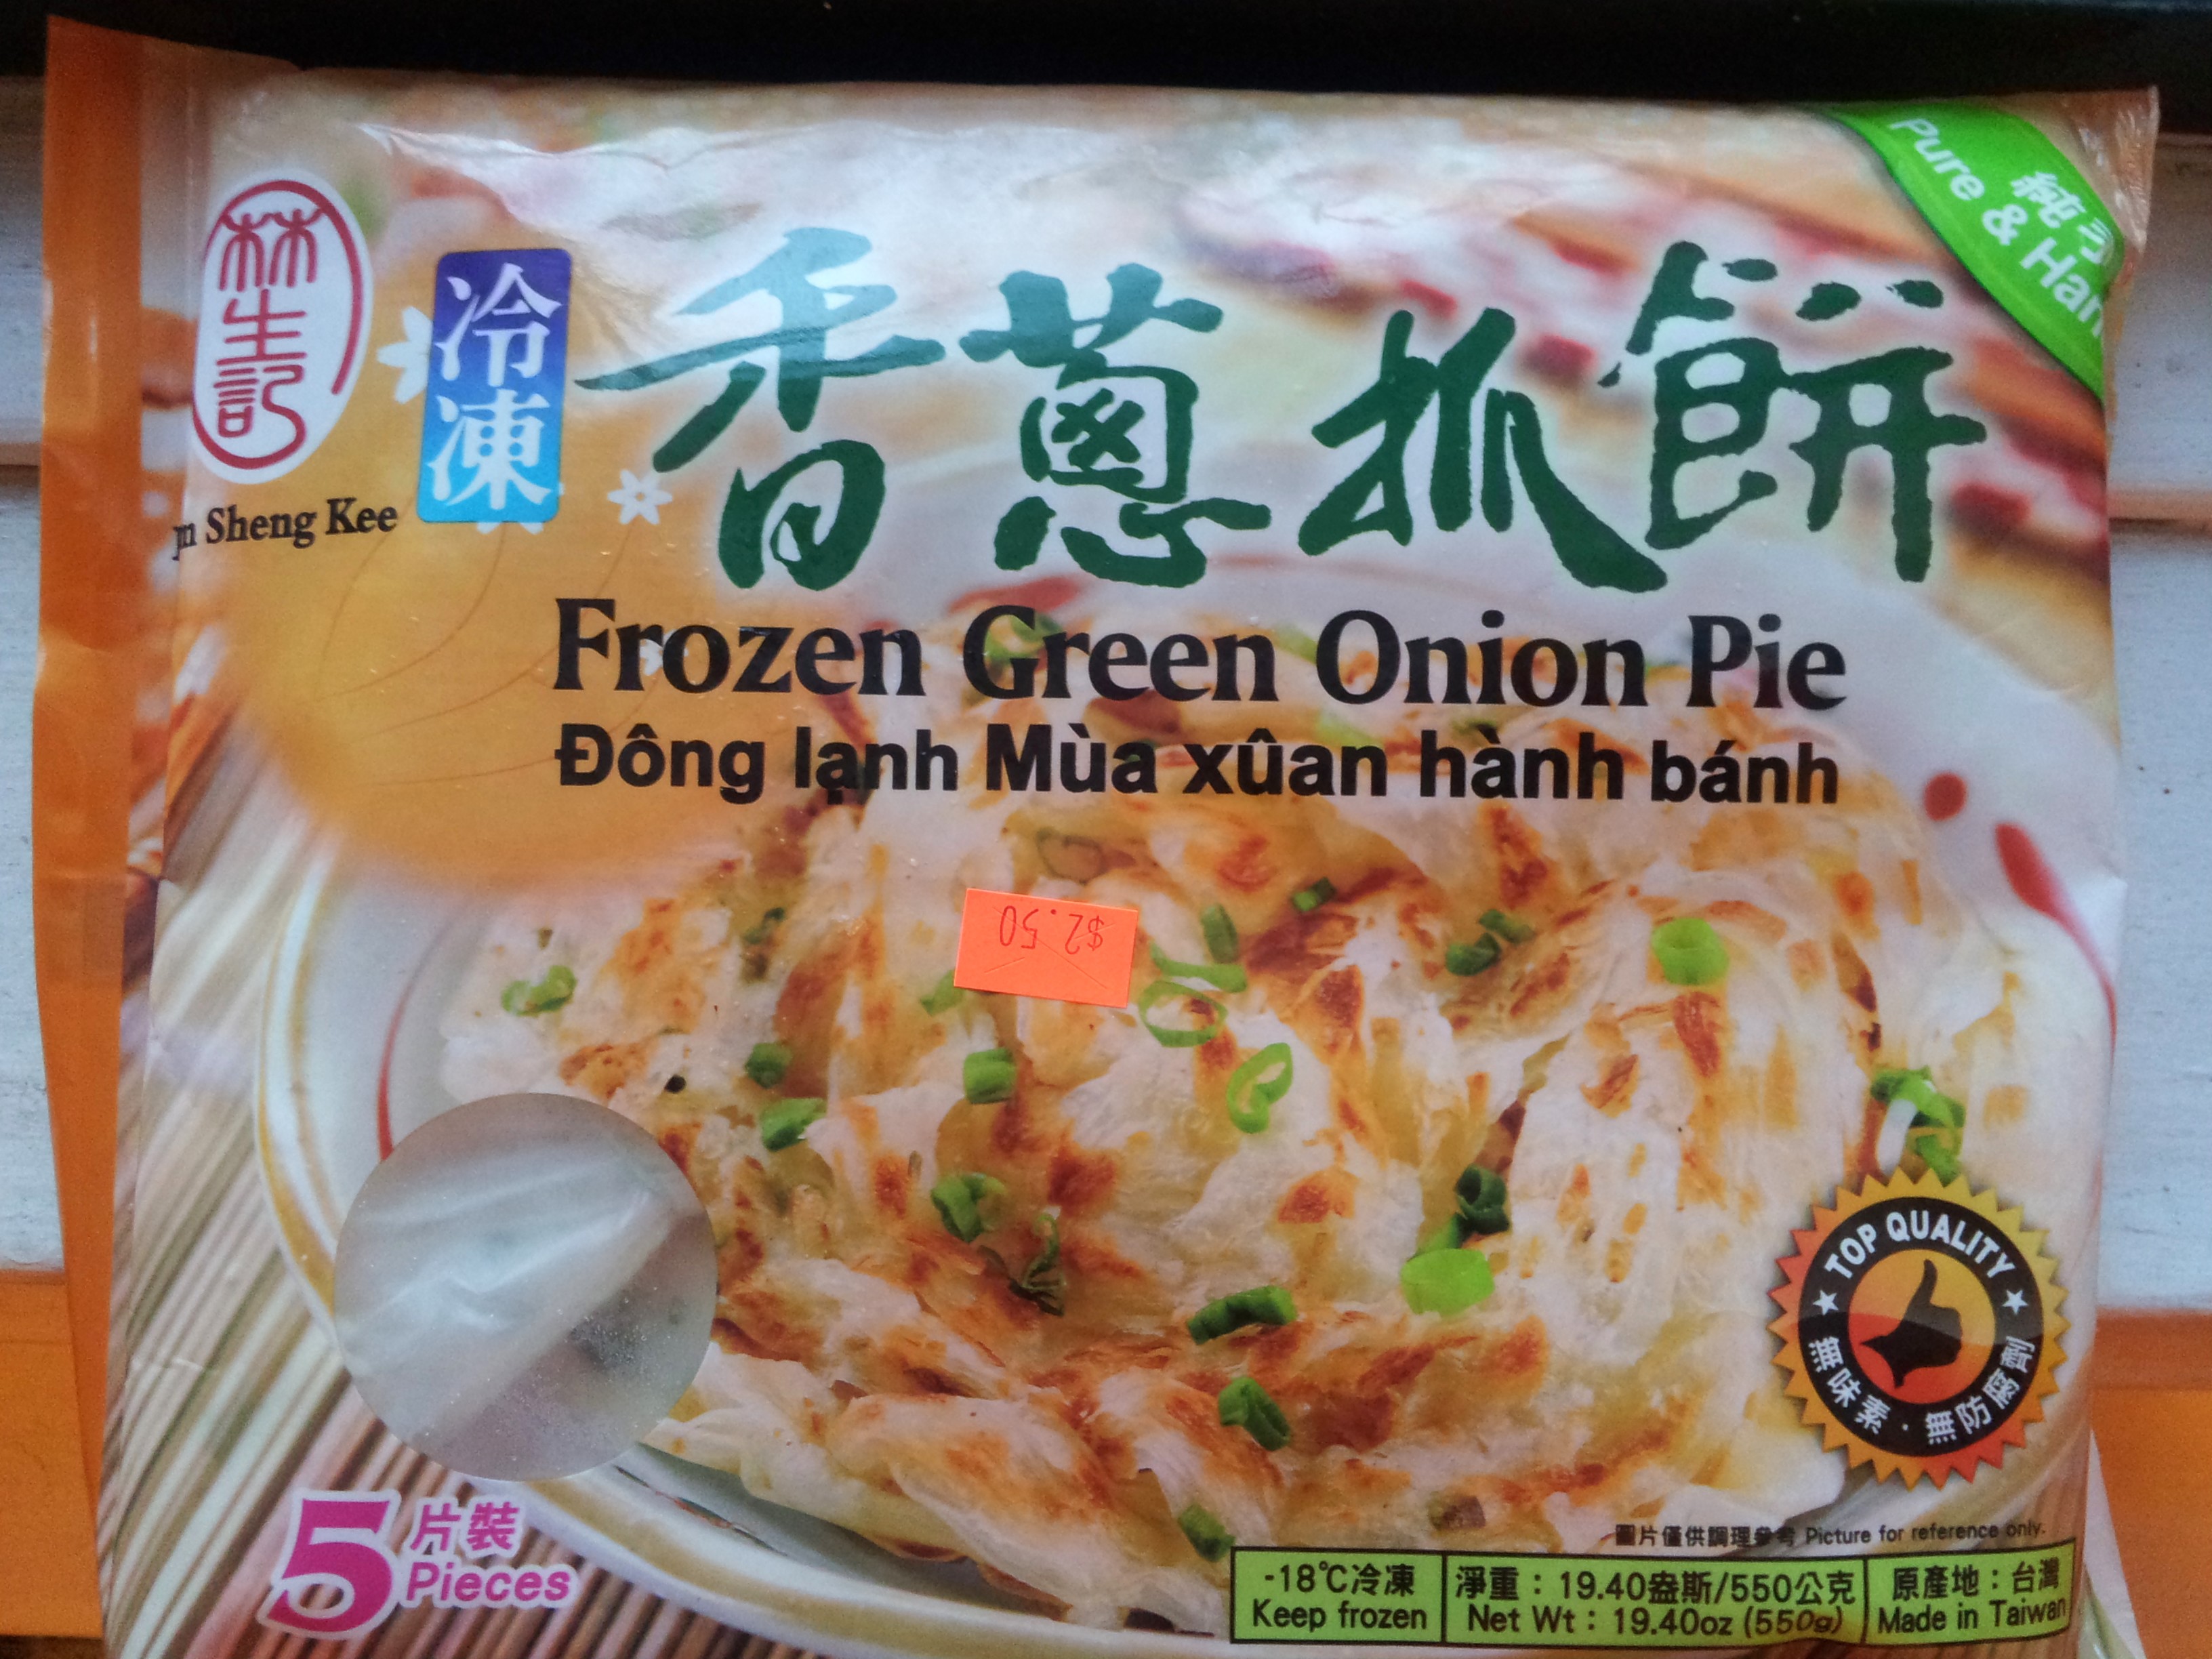 林生記
Sheng Kee
冷凍
香蔥抓餅
純手
Pure & Han
Frozen Green Onion Pie
Đông lạnh Mùa xûan hành bánh
$2.50
TOP QUALITY
無味素·無防腐劑
5片裝
Pieces
圖片僅供調理參考 Picture for reference only.
-18℃冷凍
Keep frozen
淨重：19.40盎斯/550公克
Net Wt：19.40oz (550g)
原產地：台灣
Made in Taiwan